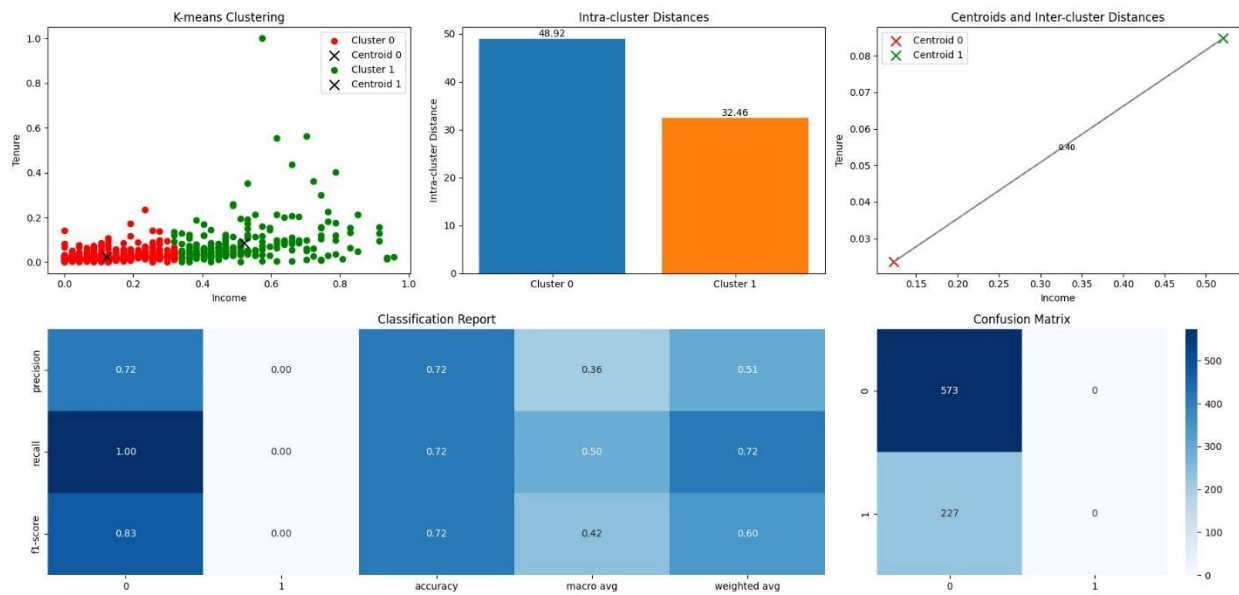 K-means Clustering
1.0
0.8
0.6
0.4
0.2
0.0
Tenure
0.0 0.2 0.4 0.6 0.8 1.0
Income
Cluster 0
Centroid 0
Cluster 1
Centroid 1
Intra-cluster Distances
50
40
30
20
10
0
Intra-cluster Distance
48.92
32.46
Cluster 0 Cluster 1
Centroids and Inter-cluster Distances
Centroid 0
Centroid 1
0.08
0.07
0.06
0.05
0.04
0.03
Tenure
0.40
0.15 0.20 0.25 0.30 0.35 0.40 0.45 0.50
Income
Classification Report
precision 0.72 0.00 0.72 0.36 0.51
recall 1.00 0.00 0.72 0.50 0.72
f1-score 0.83 0.00 0.72 0.42 0.60
0 1 accuracy macro avg weighted avg
Confusion Matrix
0 573 0
1 227 0
0 1
500
400
300
200
100
0